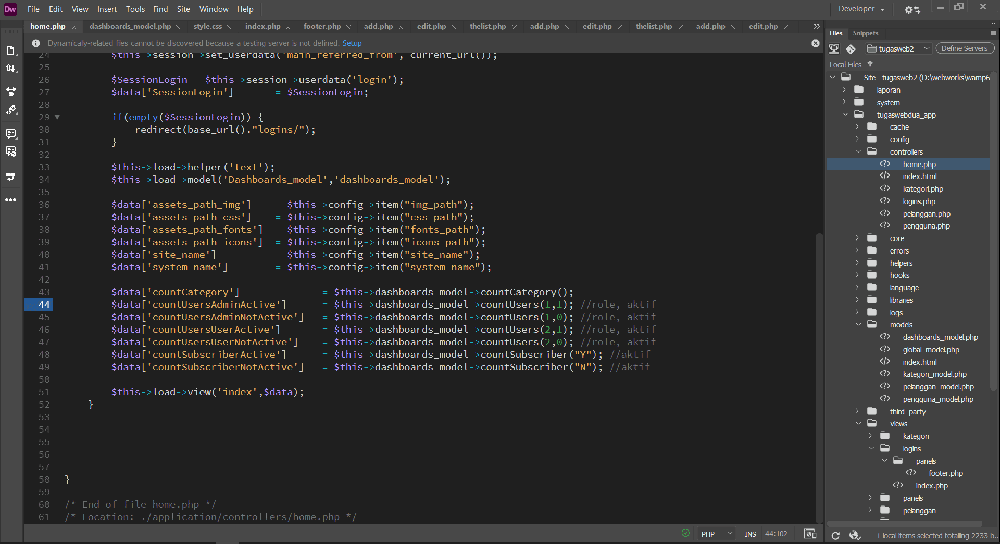 Dw File Edit View Insert Tools Find Site Window Help Developer
home.php dashboards_model.php style.css index.php footer.php add.php edit.php thelist.php add.php edit.php thelist.php add.php edit.php
Dynamically-related files cannot be discovered because a testing server is not defined. Setup
24 $this->session->set_userdata('main_referred_from', current_url());
25
26 $SessionLogin = $this->session->userdata('login');
27 $data['SessionLogin'] = $SessionLogin;
28
29 if(empty($SessionLogin)) {
30 redirect(base_url()."logins/");
31 }
32
33 $this->load->helper('text');
34 $this->load->model('Dashboards_model','dashboards_model');
35
36 $data['assets_path_img'] = $this->config->item("img_path");
37 $data['assets_path_css'] = $this->config->item("css_path");
38 $data['assets_path_fonts'] = $this->config->item("fonts_path");
39 $data['assets_path_icons'] = $this->config->item("icons_path");
40 $data['site_name'] = $this->config->item("site_name");
41 $data['system_name'] = $this->config->item("system_name");
42
43 $data['countCategory'] = $this->dashboards_model->countCategory();
44 $data['countUsersAdminActive'] = $this->dashboards_model->countUsers(1,1); //role, aktif
45 $data['countUsersAdminNotActive'] = $this->dashboards_model->countUsers(1,0); //role, aktif
46 $data['countUsersUserActive'] = $this->dashboards_model->countUsers(2,1); //role, aktif
47 $data['countUsersUserNotActive'] = $this->dashboards_model->countUsers(2,0); //role, aktif
48 $data['countSubscriberActive'] = $this->dashboards_model->countSubscriber("Y"); //aktif
49 $data['countSubscriberNotActive'] = $this->dashboards_model->countSubscriber("N"); //aktif
50
51 $this->load->view('index',$data);
52 }
53
54
55
56
57
58 }
59
60 /* End of file home.php */
61 /* Location: ./application/controllers/home.php */
PHP INS 44:102
Files Snippets
tugasweb2 Define Servers
Local Files
Site - tugasweb2 (D:\webworks\wamp6
laporan
system
tugaswebdua_app
cache
config
controllers
home.php
index.html
kategori.php
logins.php
pelanggan.php
pengguna.php
core
errors
helpers
hooks
language
libraries
logs
models
dashboards_model.php
global_model.php
index.html
kategori_model.php
pelanggan_model.php
pengguna_model.php
third_party
views
kategori
logins
panels
footer.php
index.php
panels
pelanggan
1 local items selected totalling 2233 b..